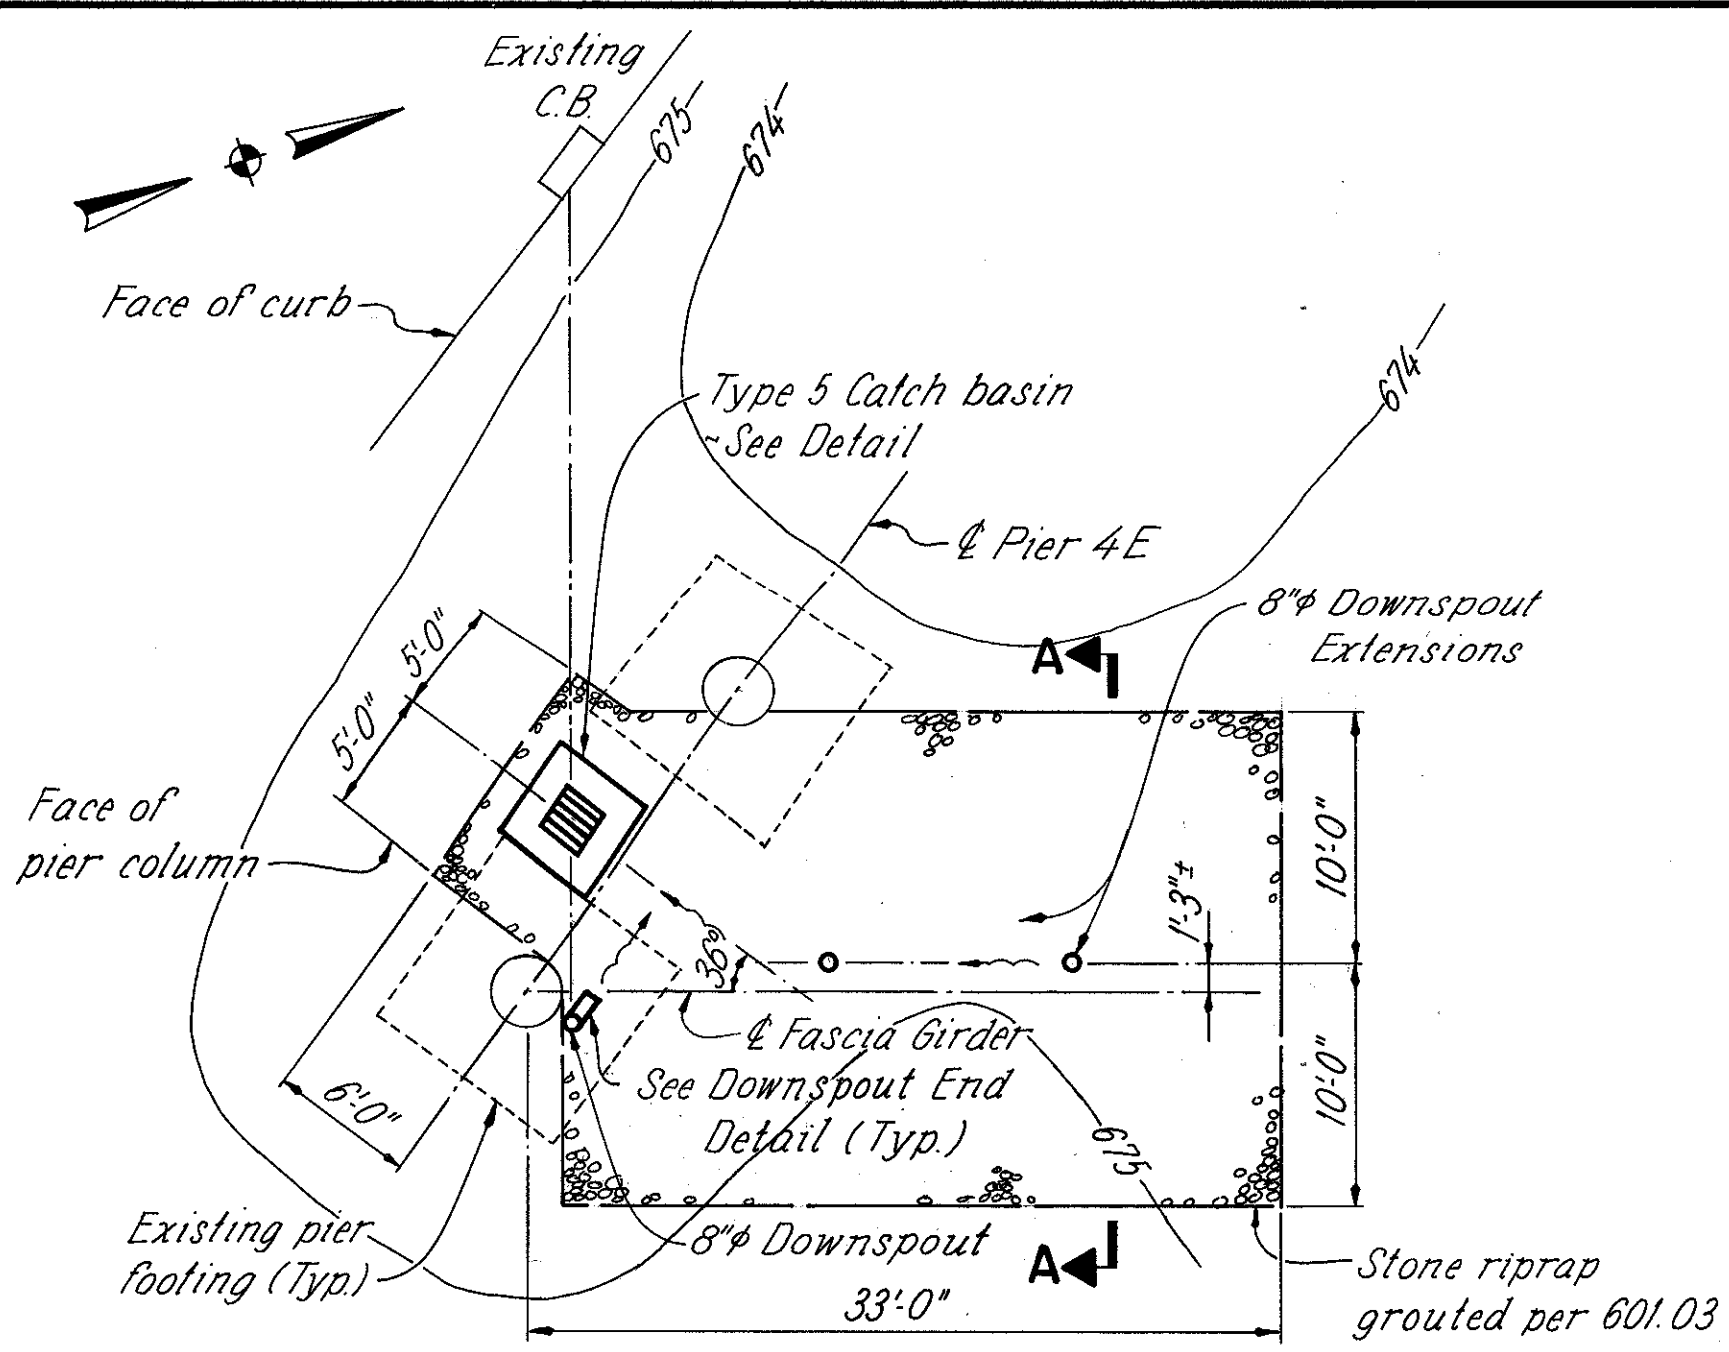 Existing
C.B.
675
674
Face of curb
674
Type 5 Catch basin
~See Detail
℄ Pier 4E
8"φ Downspout
Extensions
A
5'-0"
5'-0"
Face of
pier column
10'-0"
1'-3"±
36°
℄ Fascia Girder
See Downspout End
Detail (Typ.)
6'-0"
10'-0"
675
Existing pier
footing (Typ.)
8"φ Downspout
A
Stone riprap
grouted per 601.03
33'-0"